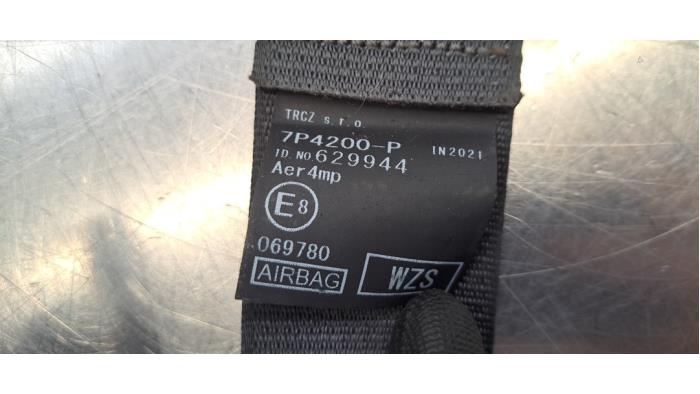 TRCZ s.r.o.
7P4200-P IN2021
ID.NO.629944
Aer4mp
E8
069780
AIRBAG WZS